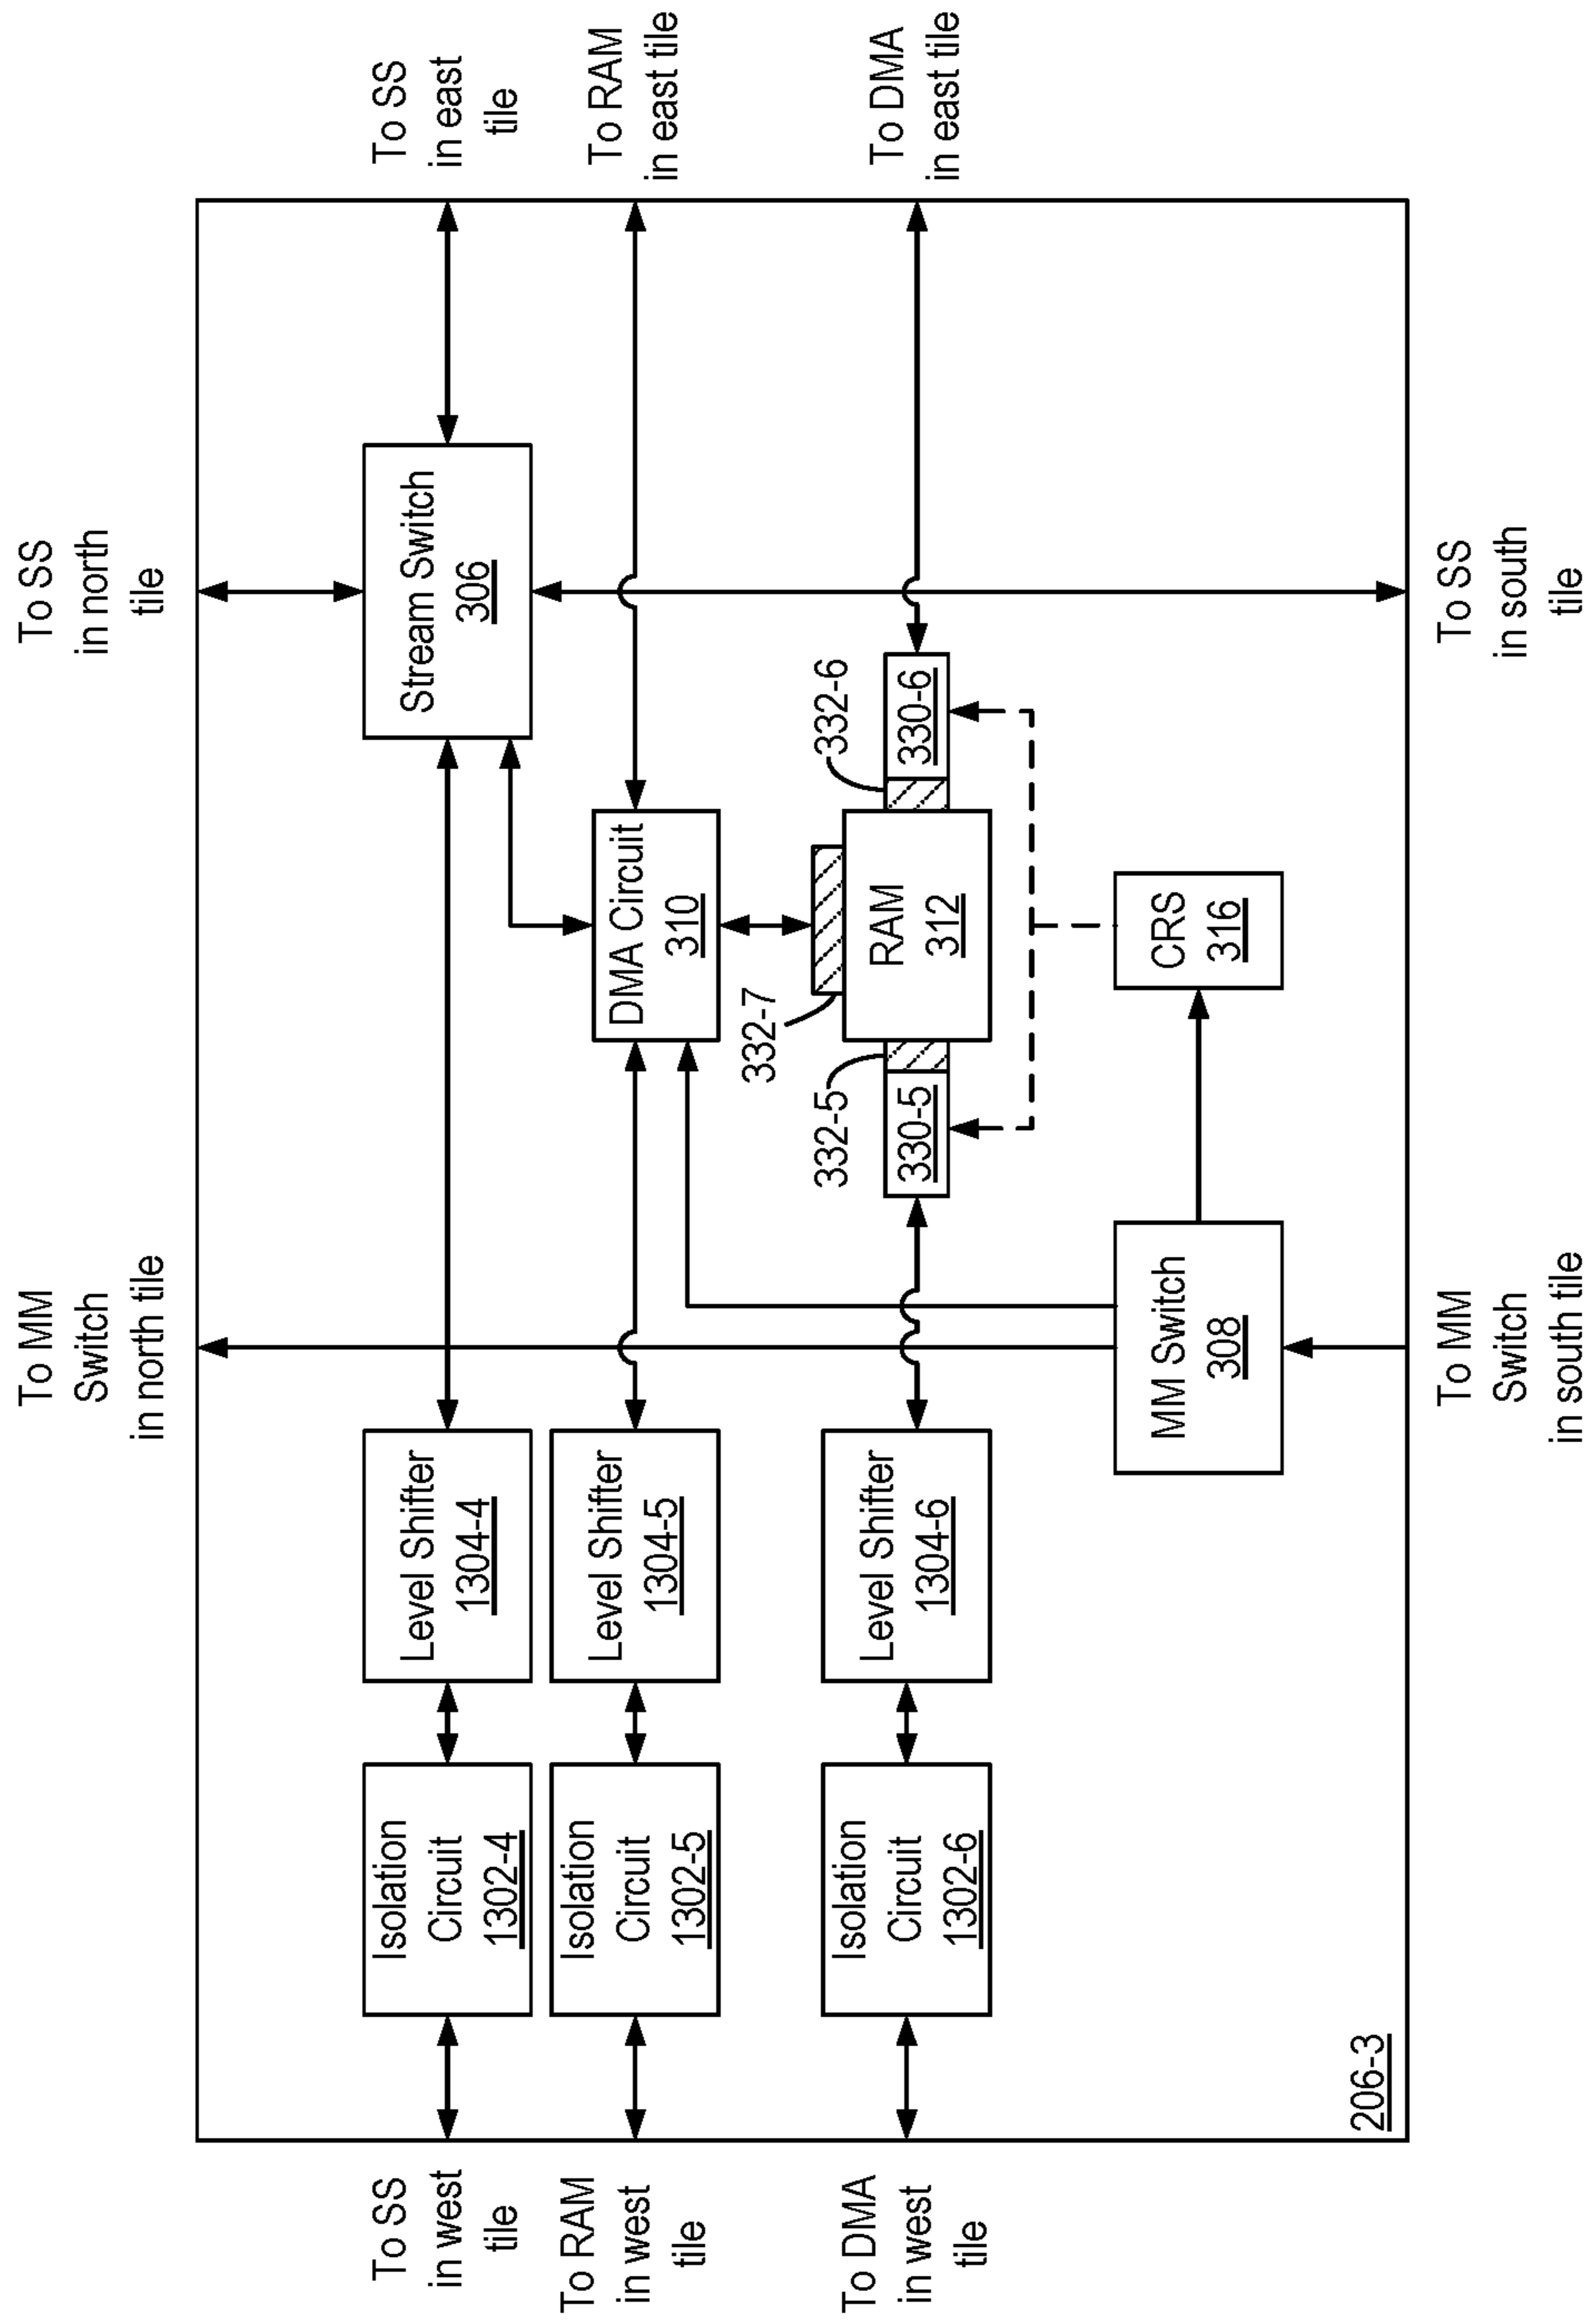 To SS
in north
tile
To MM
Switch
in north tile
To SS
in east
tile
To RAM
in east tile
To DMA
in east tile
To SS
in west
tile
To RAM
in west
tile
To DMA
in west
tile
Isolation
Circuit
1302-4
Level Shifter
1304-4
Stream Switch
306
Isolation
Circuit
1302-5
Level Shifter
1304-5
DMA Circuit
310
332-7
332-5
332-6
Isolation
Circuit
1302-6
Level Shifter
1304-6
330-5
RAM
312
330-6
MM Switch
308
CRS
316
206-3
To MM
Switch
in south tile
To SS
in south
tile